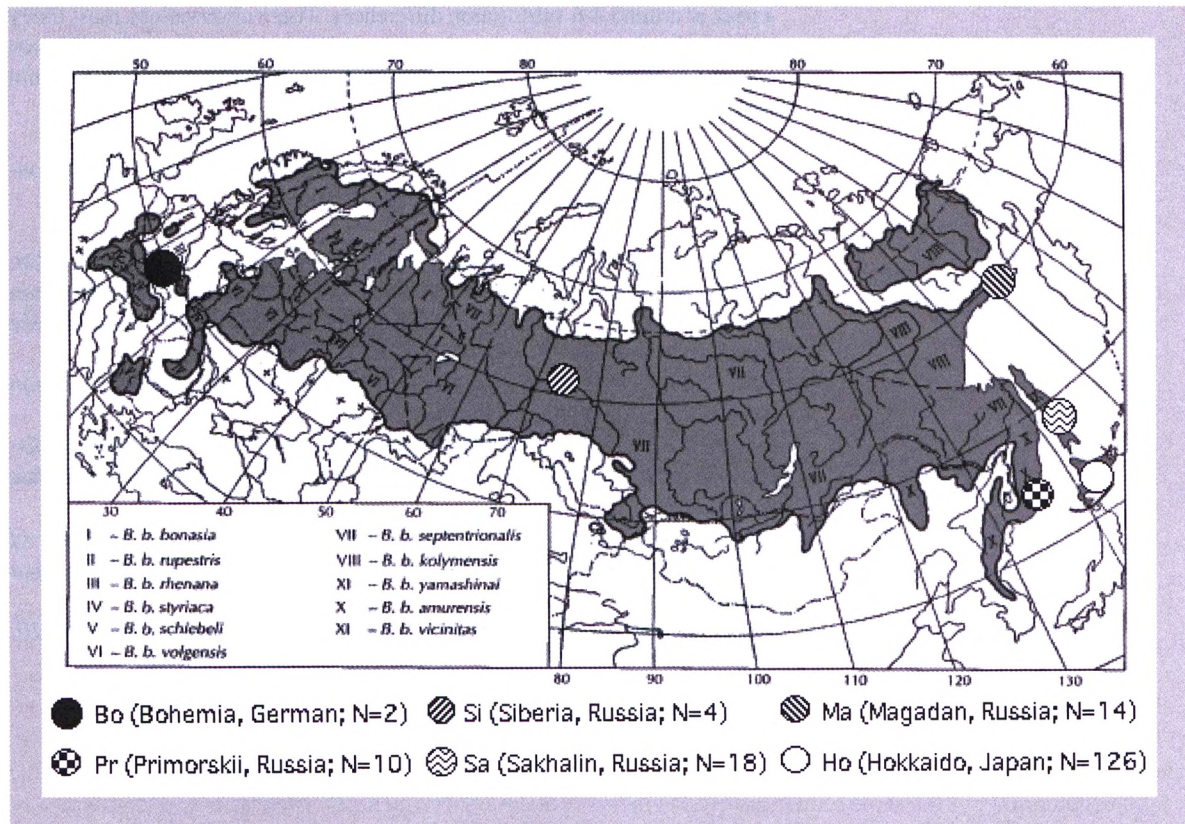 50 60 70 80 80 70 60
VIII
VIII
VIII
VII
VII
VII
VII
VII
X
X
30 40 50 60 70
I – B. b. bonasia VII – B. b. septentrionalis
II – B. b. rupestris VIII – B. b. kolymensis
III – B. b. rhenana XI – B. b. yamashinai
IV – B. b. styriaca X – B. b. amurensis
V – B. b. schiebeli XI – B. b. vicinitas
VI – B. b. volgensis
80 90 100 110 120 130
Bo (Bohemia, German; N=2) Si (Siberia, Russia; N=4) Ma (Magadan, Russia; N=14)
Pr (Primorskii, Russia; N=10) Sa (Sakhalin, Russia; N=18) Ho (Hokkaido, Japan; N=126)